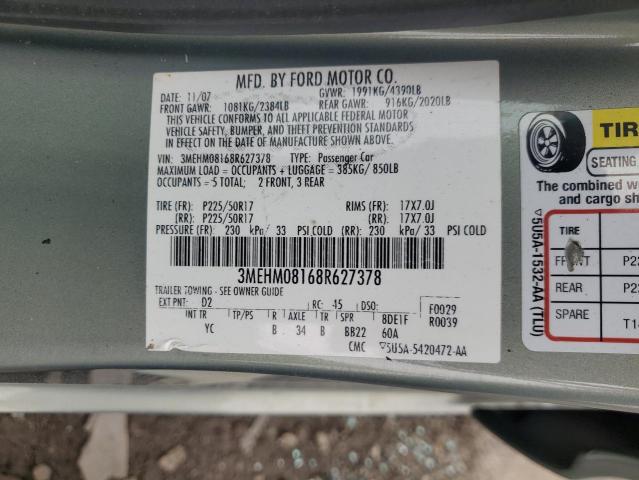 MFD. BY FORD MOTOR CO.
DATE: 11/07 GVWR: 1991KG/4390LB
FRONT GAWR: 1081KG/2384LB REAR GAWR: 916KG/2020LB
THIS VEHICLE CONFORMS TO ALL APPLICABLE FEDERAL MOTOR
VEHICLE SAFETY, BUMPER, AND THEFT PREVENTION STANDARDS
IN EFFECT ON THE DATE OF MANUFACTURE SHOWN ABOVE.
VIN: 3MEHM08168R627378 TYPE: Passenger Car
MAXIMUM LOAD = OCCUPANTS + LUGGAGE = 385KG/ 850LB
OCCUPANTS = 5 TOTAL; 2 FRONT, 3 REAR
TIRE (FR): P225/50R17 RIMS (FR): 17X7.0J
(RR): P225/50R17 (RR): 17X7.0J
PRESSURE (FR): 230 kPa/ 33 PSI,COLD (RR): 230 kPa/ 33 PSI COLD
3MEHM08168R627378
TRAILER TOWING - SEE OWNER GUIDE
EXT PNT: D2 RC: 45 DSO: F0029
INT TR TP/PS R AXLE TR SPR 8DE1F R0039
YC B 34 B BB22 60A
CMC 5U5A-5420472-AA
TIR
SEATING
The combined w
and cargo sh
TIRE
FRONT P22
REAR P22
SPARE T1
5U5A-1532-AA (TLU)